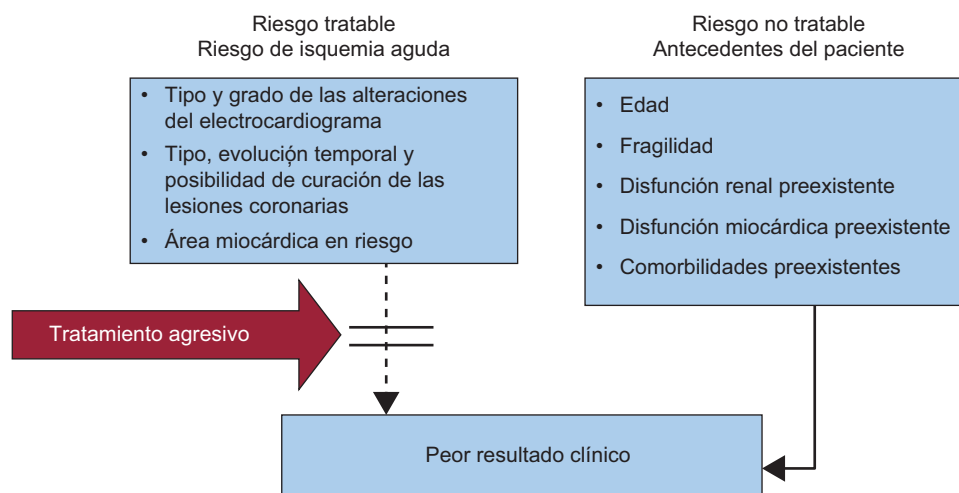 Riesgo tratable
Riesgo de isquemia aguda
• Tipo y grado de las alteraciones
del electrocardiograma
• Tipo, evolución temporal y
posibilidad de curación de las
lesiones coronarias
• Área miocárdica en riesgo
Riesgo no tratable
Antecedentes del paciente
• Edad
• Fragilidad
• Disfunción renal preexistente
• Disfunción miocárdica preexistente
• Comorbilidades preexistentes
Tratamiento agresivo
Peor resultado clínico